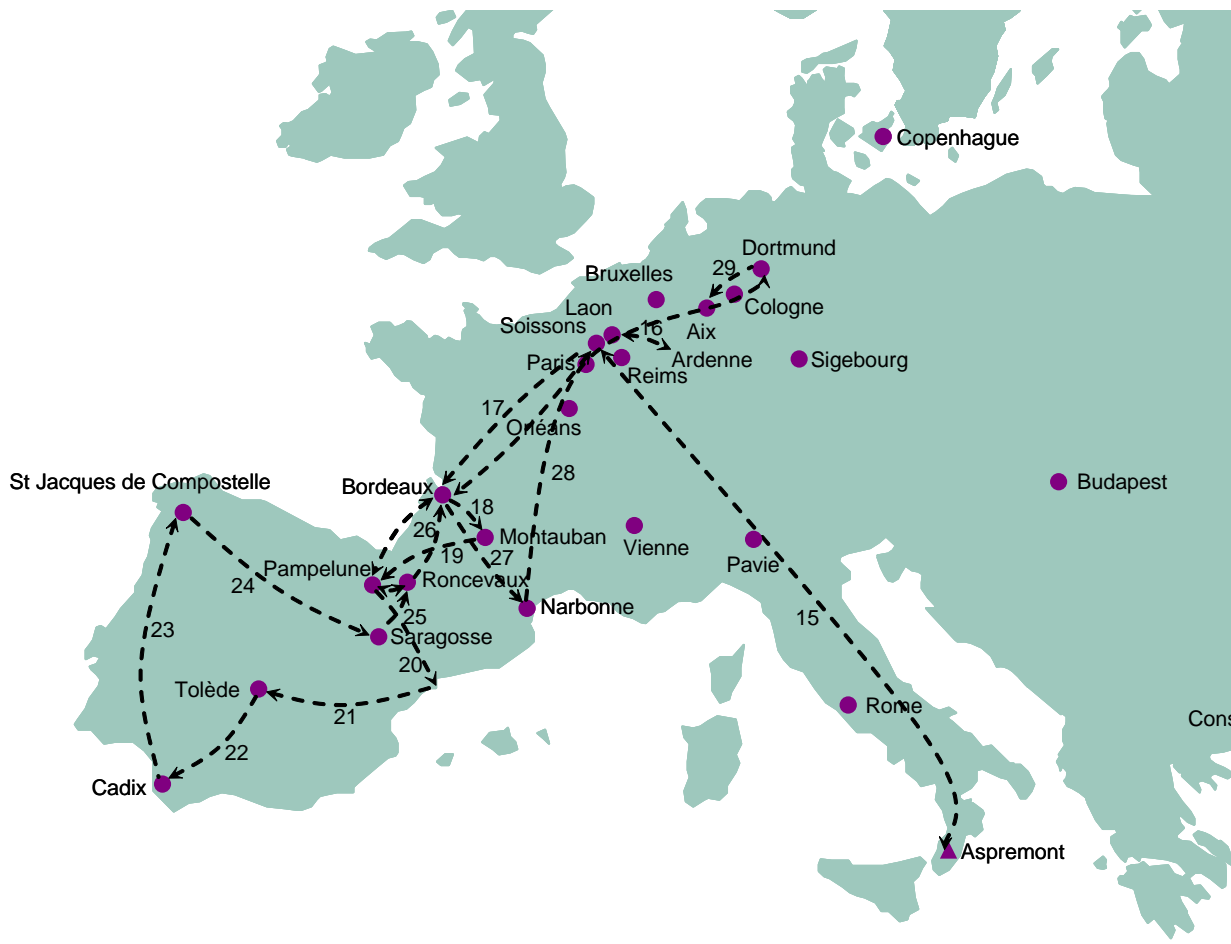 Copenhague
Dortmund
29
Bruxelles
Cologne
Laon
Soissons
16
Aix
Paris
Ardenne
Reims
Sigebourg
17
Orléans
28
St Jacques de Compostelle
Bordeaux
Budapest
18
26
Montauban
Vienne
19
27
Pavie
Pampelune
Roncevaux
24
Narbonne
25
15
23
Saragosse
20
Tolède
21
Rome
Cons
22
Cadix
Aspremont